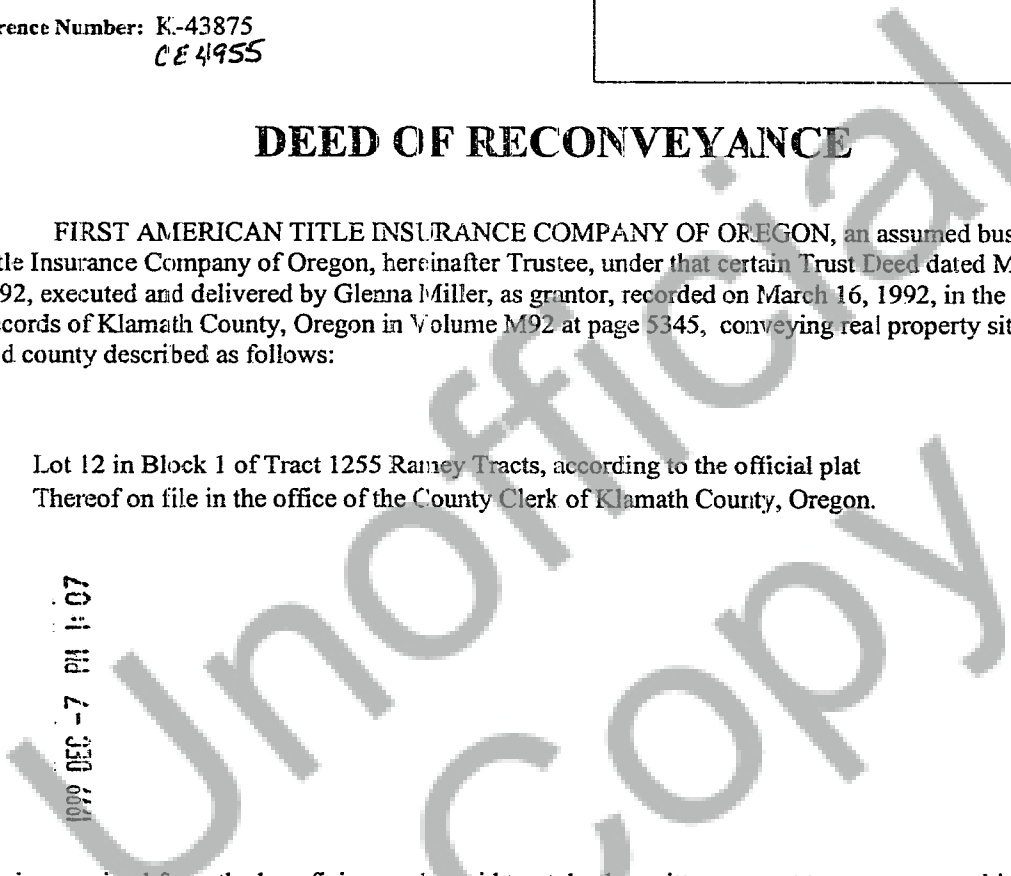 rence Number: K-43875
CE 4955
DEED OF RECONVEYANCE
FIRST AMERICAN TITLE INSURANCE COMPANY OF OREGON, an assumed bus
tle Insurance Company of Oregon, hereinafter Trustee, under that certain Trust Deed dated M
92, executed and delivered by Glenna Miller, as grantor, recorded on March 16, 1992, in the
cords of Klamath County, Oregon in Volume M92 at page 5345, conveying real property sit
d county described as follows:
Lot 12 in Block 1 of Tract 1255 Ramey Tracts, according to the official plat
Thereof on file in the office of the County Clerk of Klamath County, Oregon.
DEC -7 PM 1:07
Unofficial
Copy